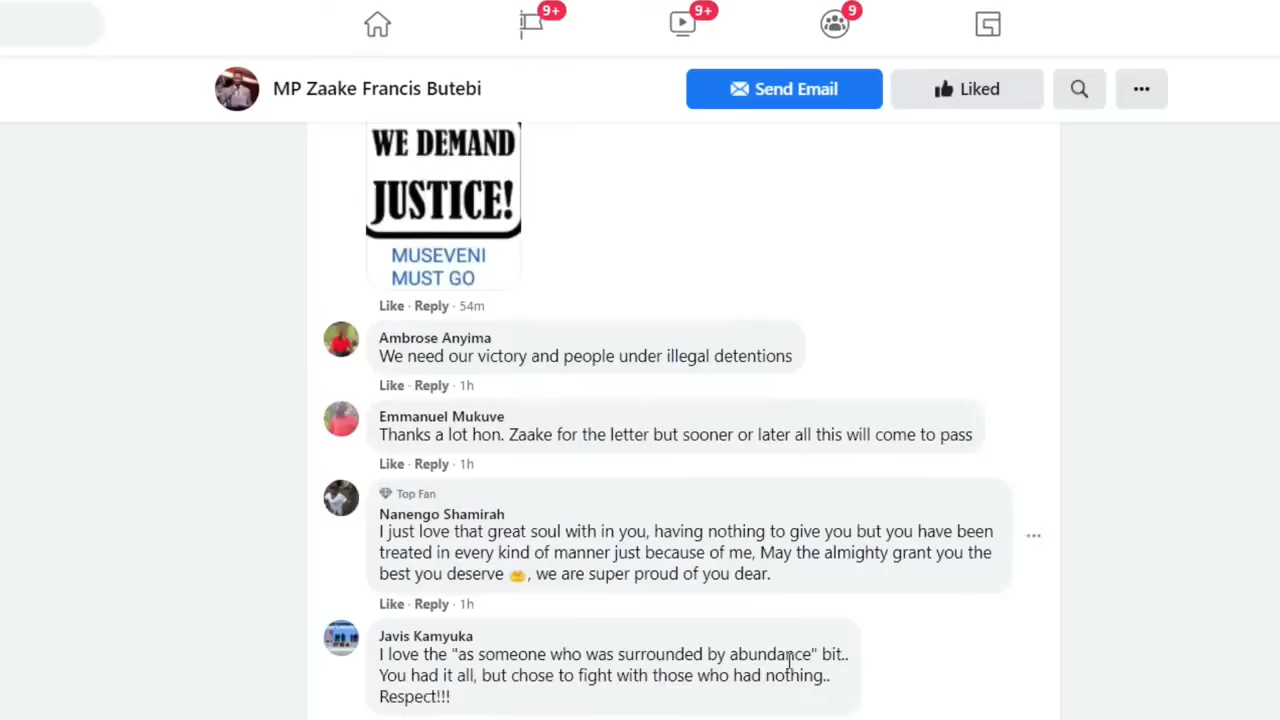 9+
9+
9
MP Zaake Francis Butebi
Send Email
Liked
WE DEMAND
JUSTICE!
MUSEVENI
MUST GO
Like · Reply · 54m
Ambrose Anyima
We need our victory and people under illegal detentions
Like · Reply · 1h
Emmanuel Mukuve
Thanks a lot hon. Zaake for the letter but sooner or later all this will come to pass
Like · Reply · 1h
Top Fan
Nanengo Shamirah
I just love that great soul with in you, having nothing to give you but you have been
treated in every kind of manner just because of me, May the almighty grant you the
best you deserve 🤲, we are super proud of you dear.
Like · Reply · 1h
Javis Kamyuka
I love the "as someone who was surrounded by abundance" bit..
You had it all, but chose to fight with those who had nothing..
Respect!!!